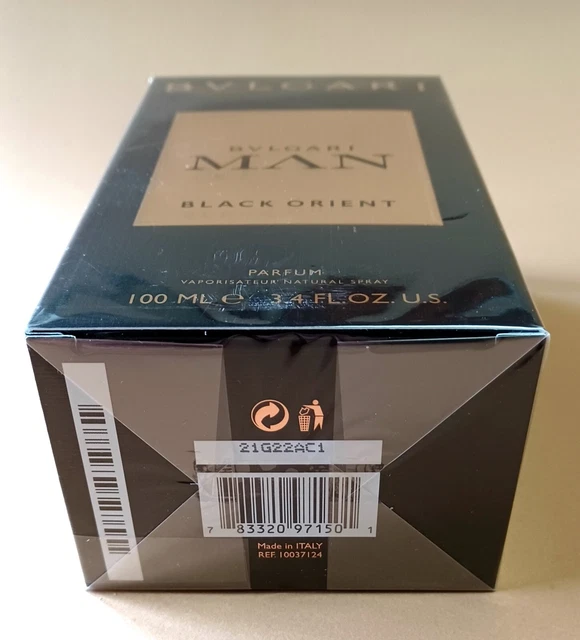 BVLGARI
BVLGARI
MAN
BLACK ORIENT
PARFUM
VAPORISATEUR NATURAL SPRAY
100 ML ℮ 3.4 FL.OZ. U.S.
21G22AC1
7 83320 97150 1
Made in ITALY
REF. 10037124